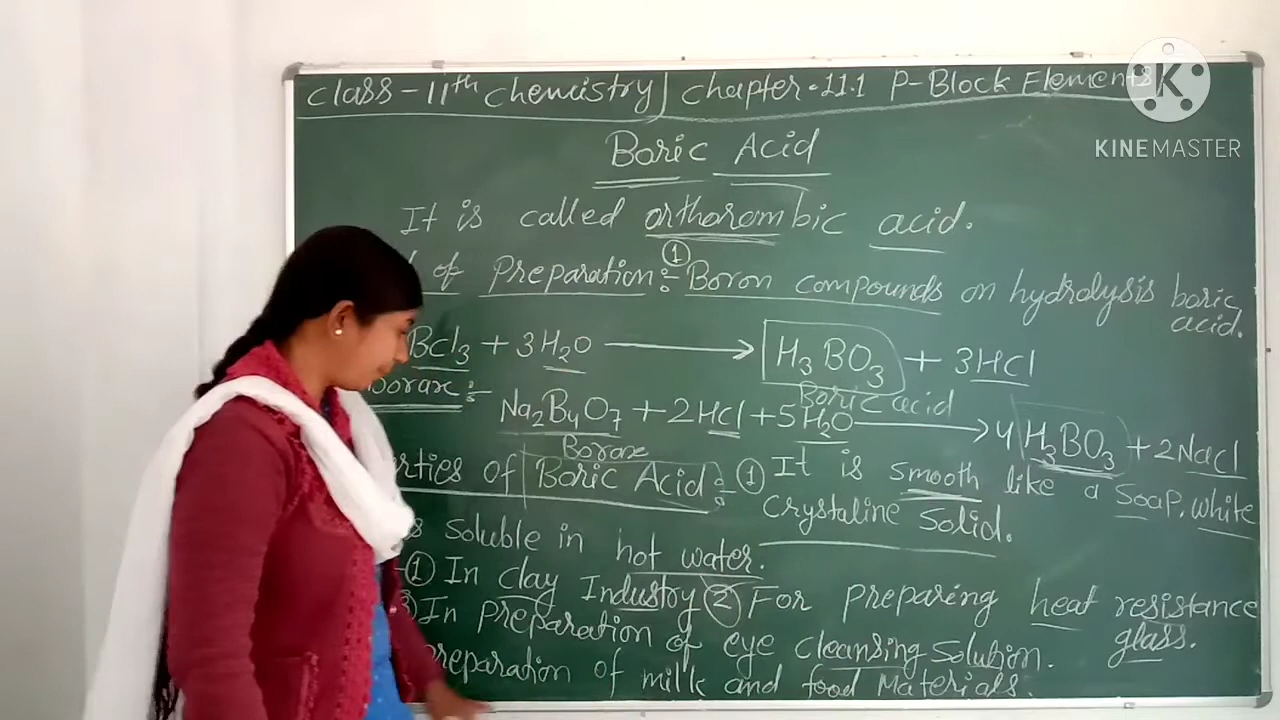 class - 11th chemistry) chapter - 11.1 P-Block Elements
K
KINEMASTER
Boric Acid
It is called orthorombic acid.
of Preparation :- ① Boron compounds on hydrolysis boric acid.
BCl3 + 3H2O → H3BO3 + 3HCl
Boric acid
borax :- Na2B4O7 + 2HCl + 5H2O → 4H3BO3 + 2NaCl
Borax
rties of Boric Acid :- ① It is smooth like a soap, white
Crystaline Solid.
soluble in hot water.
① In clay Industry ② For preparing heat resistance glass.
③ In preparation of eye cleansing solution.
preparation of milk and food Materials.